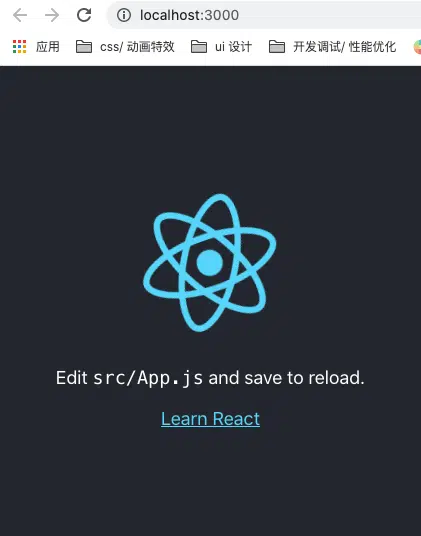 localhost:3000
应用 css/ 动画特效 ui 设计 开发调试/ 性能优化
Edit src/App.js and save to reload.
Learn React